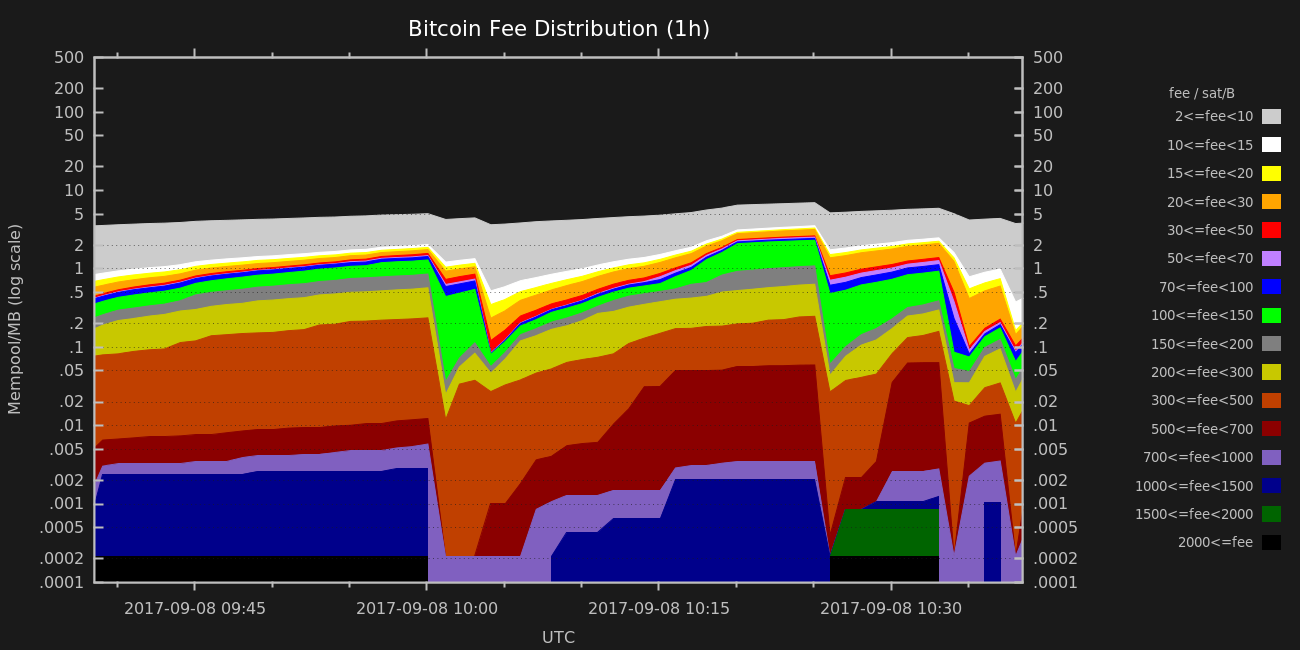 Bitcoin Fee Distribution (1h)
500 500
200 200
100 100
50 50
20 20
10 10
5 5
2 2
1 1
.5 .5
.2 .2
.1 .1
.05 .05
.02 .02
.01 .01
.005 .005
.002 .002
.001 .001
.0005 .0005
.0002 .0002
.0001 .0001
Mempool/MB (log scale)
2017-09-08 09:45 2017-09-08 10:00 2017-09-08 10:15 2017-09-08 10:30
UTC
fee / sat/B
2<=fee<10
10<=fee<15
15<=fee<20
20<=fee<30
30<=fee<50
50<=fee<70
70<=fee<100
100<=fee<150
150<=fee<200
200<=fee<300
300<=fee<500
500<=fee<700
700<=fee<1000
1000<=fee<1500
1500<=fee<2000
2000<=fee